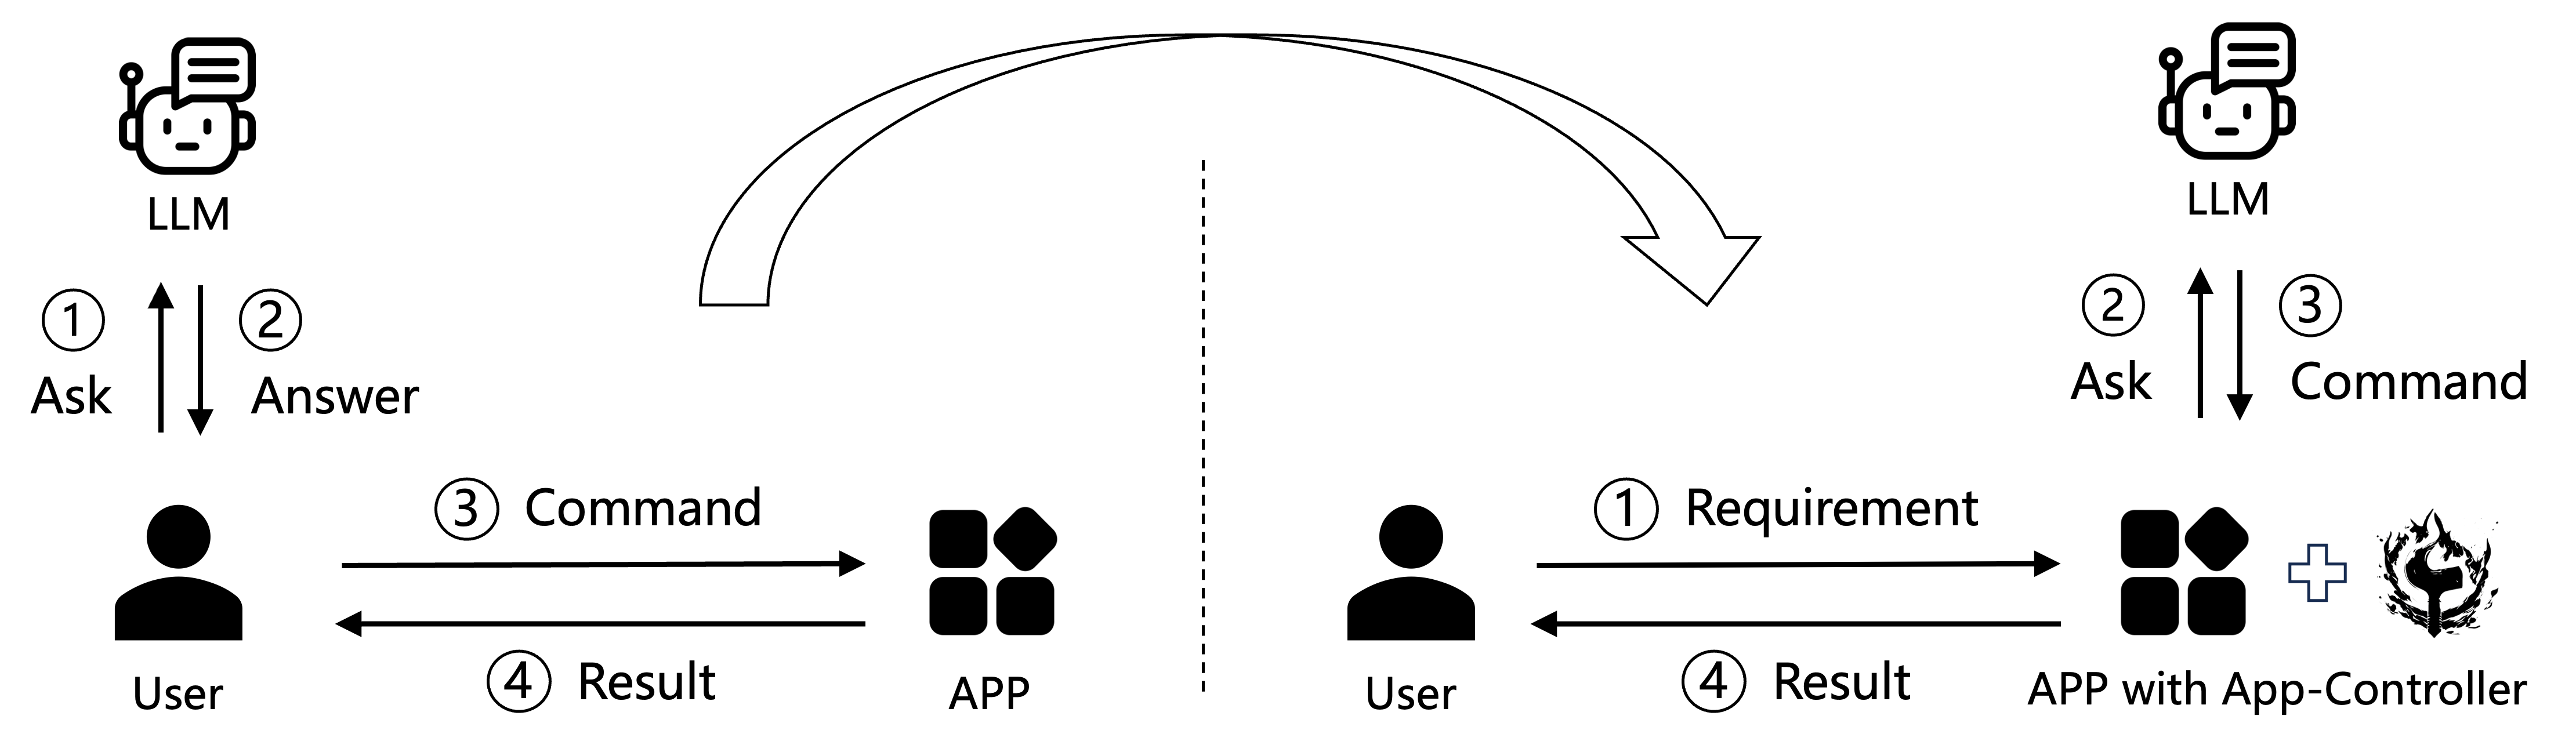 LLM
① ②
Ask Answer
③ Command
④ Result
User
APP
LLM
② ③
Ask Command
① Requirement
④ Result
User
APP with App-Controller